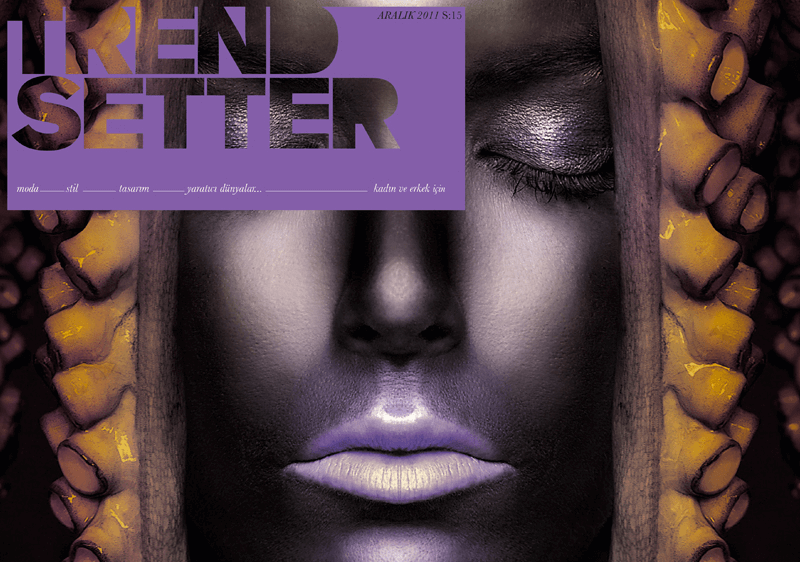 ARALIK 2011 S:15
TREND
SETTER
moda stil tasarım yaratıcı dünyalar... kadın ve erkek için